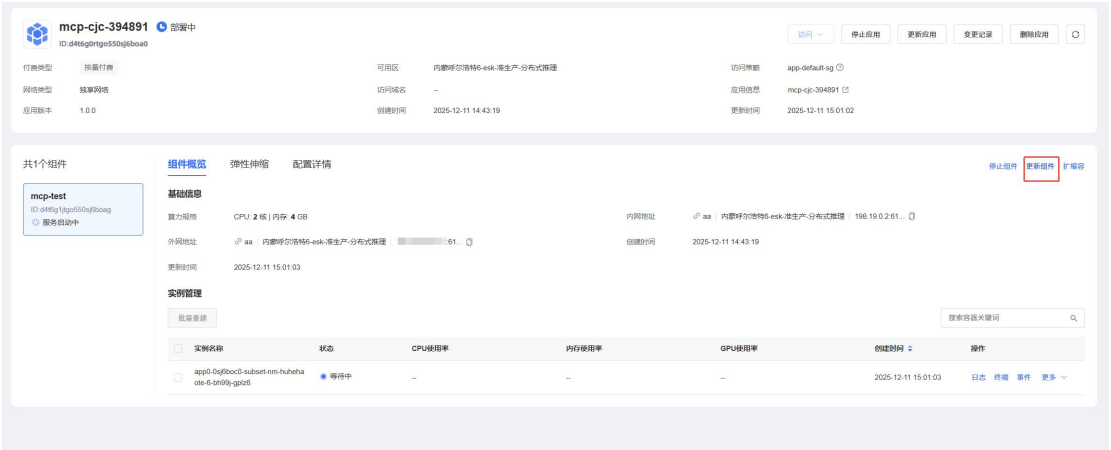 mcp-cjc-394891 部署中
ID:d4t6g0rtgo550sj6boa0
访问 停止应用 更新应用 变更记录 删除应用
付费类型 按量付费 可用区 内蒙呼尔浩特6-esk-准生产-分布式推理 访问策略 app-default-sg
网络类型 独享网络 访问域名 -- 应用信息 mcp-cjc-394891
应用版本 1.0.0 创建时间 2025-12-11 14:43:19 更新时间 2025-12-11 15:01:02
共1个组件 组件概览 弹性伸缩 配置详情 停止组件 更新组件 扩缩容
mcp-test
ID:d4t6g1jtgo550sj6boag
服务启动中
基础信息
算力规格 CPU: 2 核 | 内存: 4 GB 内网地址 aa 内蒙呼尔浩特6-esk-准生产-分布式推理 198.19.0.2:61...
外网地址 aa 内蒙呼尔浩特6-esk-准生产-分布式推理 :61... 创建时间 2025-12-11 14:43:19
更新时间 2025-12-11 15:01:03
实例管理
批量重建 搜索容器关键词
实例名称 状态 CPU使用率 内存使用率 GPU使用率 创建时间 操作
app0-0sj6boc0-subset-nm-huheha
ote-6-bh99j-gplz6 等待中 -- -- -- 2025-12-11 15:01:03 日志 终端 事件 更多